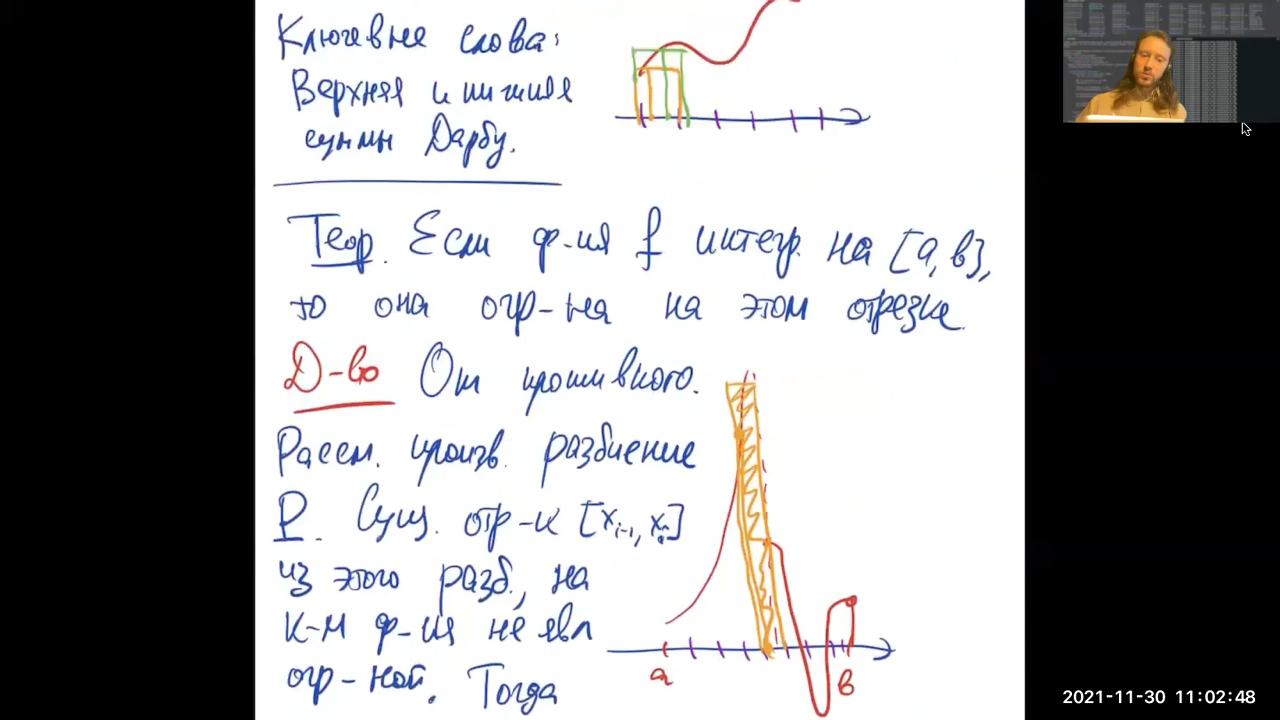 Ключевые слова:
Верхняя и нижняя
суммы Дарбу.
Теор. Если ф-ия f интегр. на [a, b],
то она огр-на на этом отрезке.
Д-во От противного.
Рассм. произв. разбиение
P. Сущ. отр-к [x_{i-1}, x_i]
из этого разб., на
к-м ф-ия не явл
огр-ной. Тогда
a b
2021-11-30 11:02:48